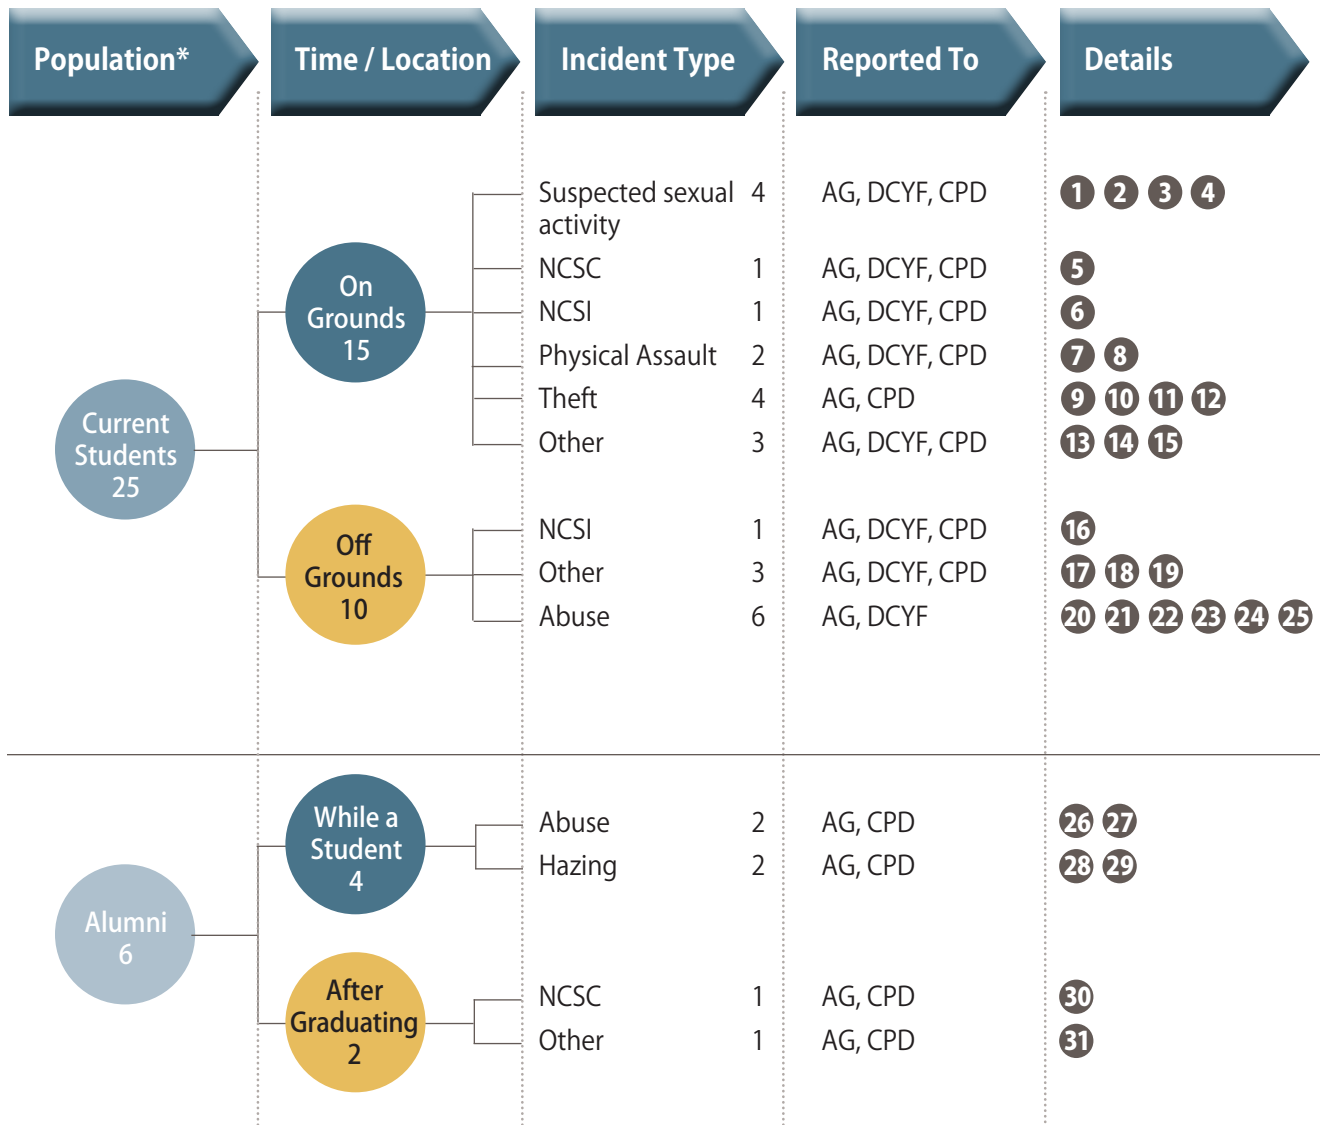 Population*
Time / Location
Incident Type
Reported To
Details
Current
Students
25
On
Grounds
15
Suspected sexual 4 AG, DCYF, CPD 1 2 3 4
activity
NCSC 1 AG, DCYF, CPD 5
NCSI 1 AG, DCYF, CPD 6
Physical Assault 2 AG, DCYF, CPD 7 8
Theft 4 AG, CPD 9 10 11 12
Other 3 AG, DCYF, CPD 13 14 15
Off
Grounds
10
NCSI 1 AG, DCYF, CPD 16
Other 3 AG, DCYF, CPD 17 18 19
Abuse 6 AG, DCYF 20 21 22 23 24 25
Alumni
6
While a
Student
4
Abuse 2 AG, CPD 26 27
Hazing 2 AG, CPD 28 29
After
Graduating
2
NCSC 1 AG, CPD 30
Other 1 AG, CPD 31